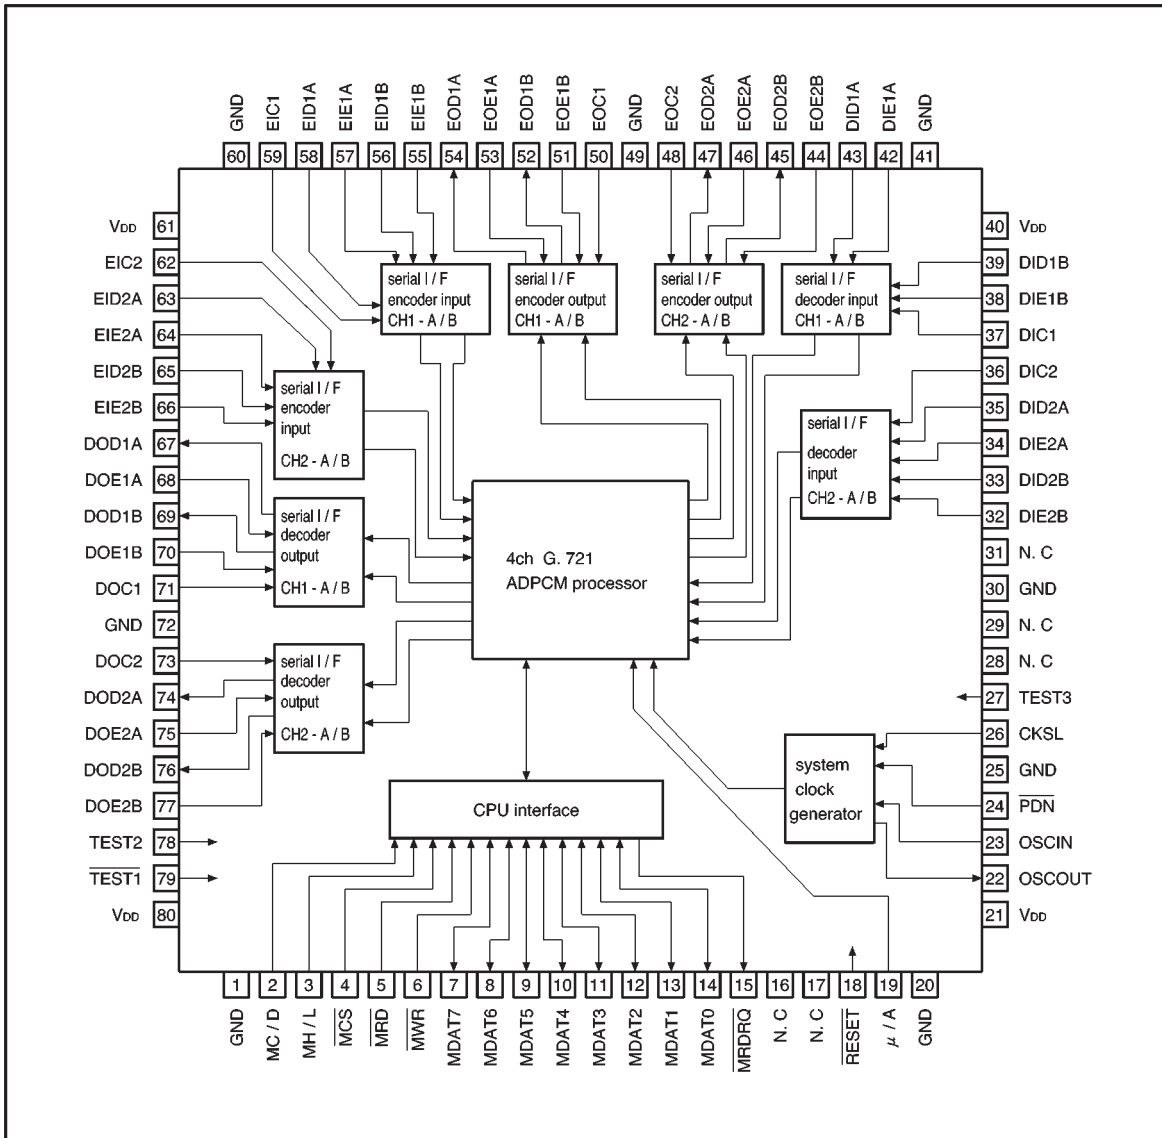 GND EIC1 EID1A EIE1A EID1B EIE1B EOD1A EOE1A EOD1B EOE1B EOC1 GND EOC2 EOD2A EOE2A EOD2B EOE2B DID1A DIE1A GND
60 59 58 57 56 55 54 53 52 51 50 49 48 47 46 45 44 43 42 41
VDD 61
EIC2 62
EID2A 63
EIE2A 64
EID2B 65
EIE2B 66
DOD1A 67
DOE1A 68
DOD1B 69
DOE1B 70
DOC1 71
GND 72
DOC2 73
DOD2A 74
DOE2A 75
DOD2B 76
DOE2B 77
TEST2 78
TEST1 79
VDD 80
serial I / F
encoder input
CH1 - A / B
serial I / F
encoder output
CH1 - A / B
serial I / F
encoder output
CH2 - A / B
serial I / F
decoder input
CH1 - A / B
serial I / F
encoder
input
CH2 - A / B
serial I / F
decoder
input
CH2 - A / B
serial I / F
decoder
output
CH1 - A / B
4ch G. 721
ADPCM processor
serial I / F
decoder
output
CH2 - A / B
system
clock
generator
CPU interface
40 VDD
39 DID1B
38 DIE1B
37 DIC1
36 DIC2
35 DID2A
34 DIE2A
33 DID2B
32 DIE2B
31 N. C
30 GND
29 N. C
28 N. C
27 TEST3
26 CKSL
25 GND
24 PDN
23 OSCIN
22 OSCOUT
21 VDD
1 2 3 4 5 6 7 8 9 10 11 12 13 14 15 16 17 18 19 20
GND MC / D MH / L MCS MRD MWR MDAT7 MDAT6 MDAT5 MDAT4 MDAT3 MDAT2 MDAT1 MDAT0 MRDRQ N. C N. C RESET μ / A GND